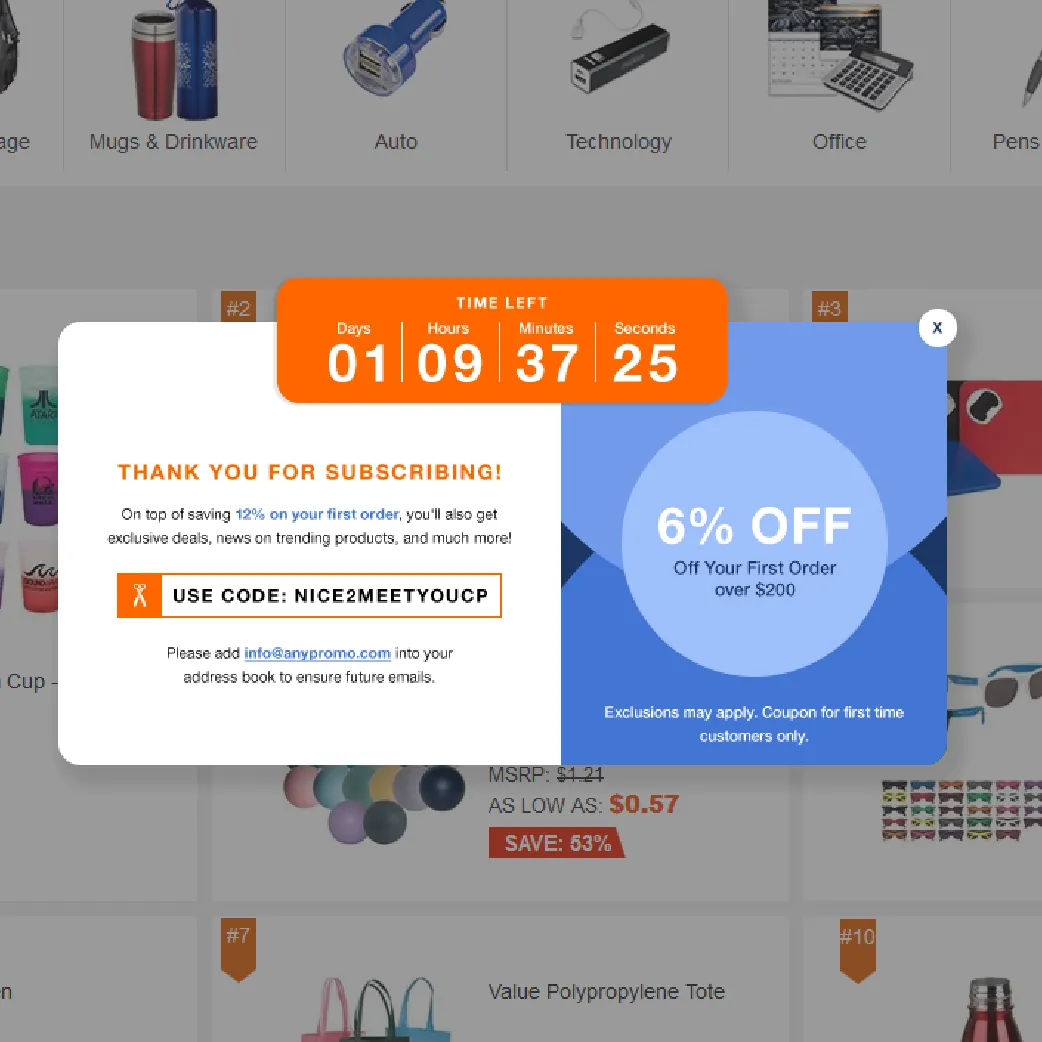 age
Mugs & Drinkware
Auto
Technology
Office
Pens
#2
#3
TIME LEFT
Days
Hours
Minutes
Seconds
01
09
37
25
X
ATARI
THANK YOU FOR SUBSCRIBING!
On top of saving 12% on your first order, you'll also get
exclusive deals, news on trending products, and much more!
USE CODE: NICE2MEETYOUCP
Please add info@anypromo.com into your
address book to ensure future emails.
6% OFF
Off Your First Order
over $200
Exclusions may apply. Coupon for first time
customers only.
Cup -
MSRP: $1.21
AS LOW AS: $0.57
SAVE: 53%
#7
#10
n
Value Polypropylene Tote